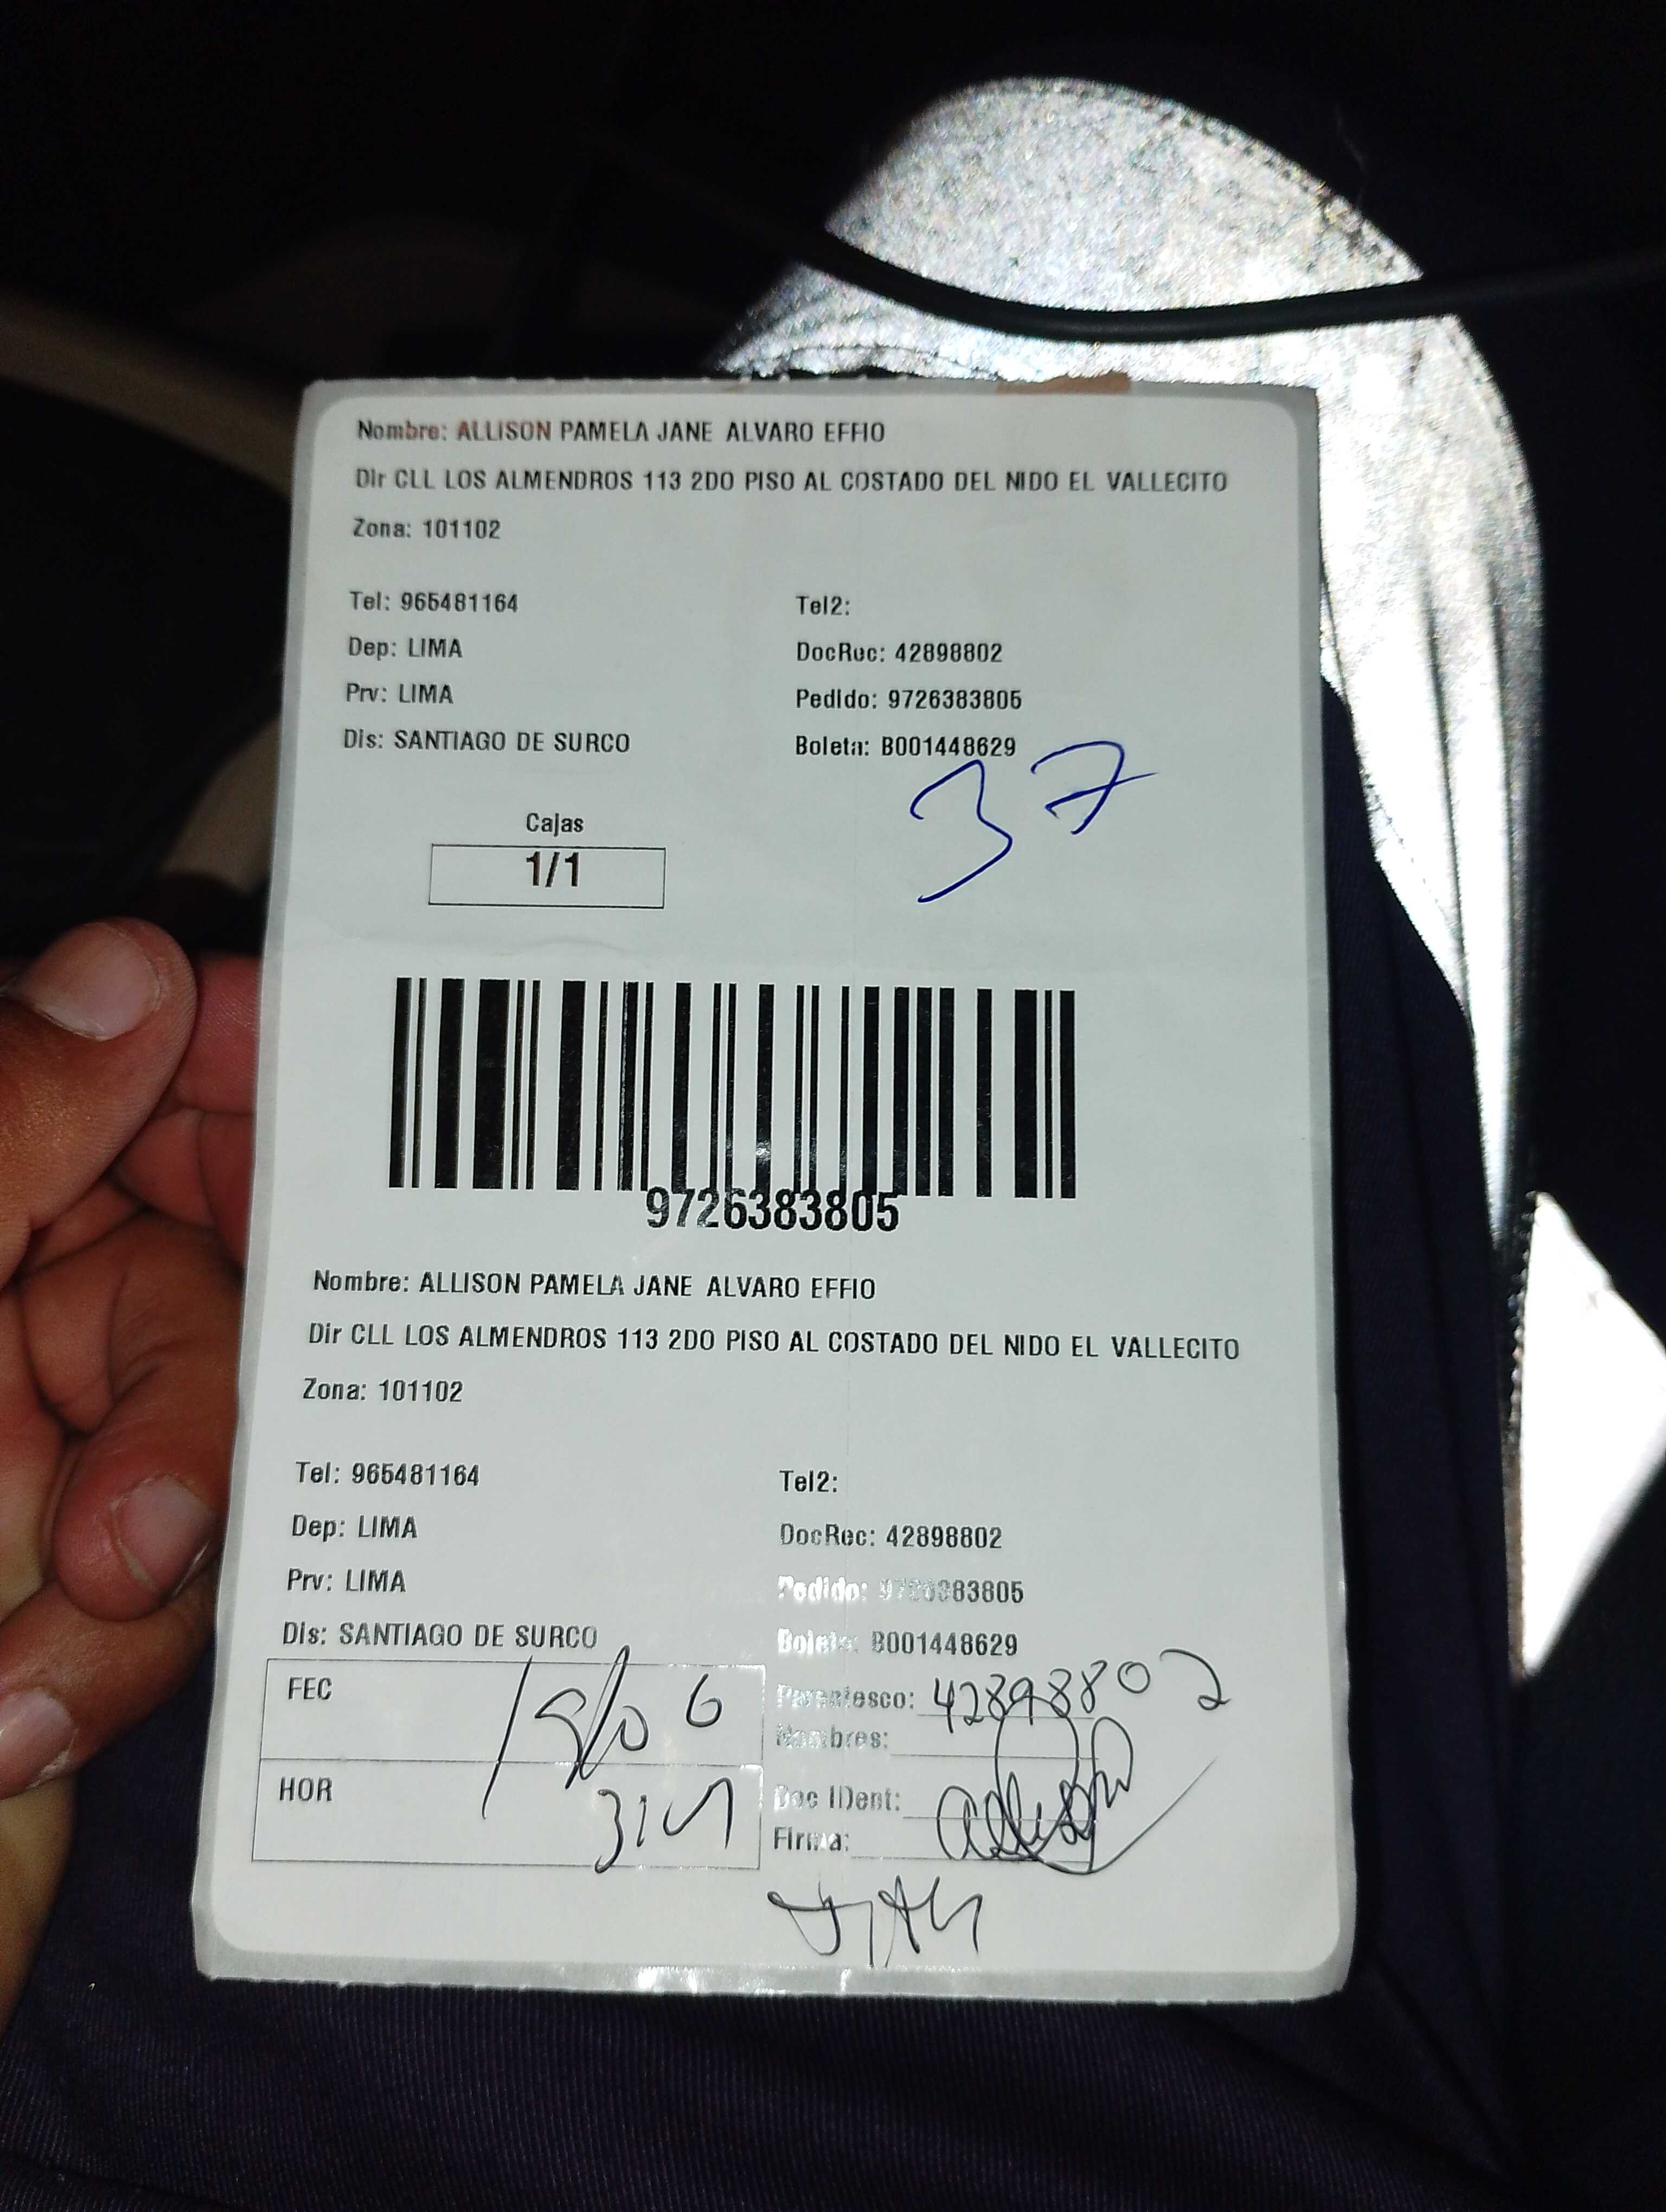 Nombre: ALLISON PAMELA JANE ALVARO EFFIO
Dir CLL LOS ALMENDROS 113 2DO PISO AL COSTADO DEL NIDO EL VALLECITO
Zona: 101102
Tel: 965481164 Tel2:
Dep: LIMA DocRec: 42898802
Prv: LIMA Pedido: 9726383805
Dis: SANTIAGO DE SURCO Boleta: B001448629
37
Cajas
1/1
9726383805
Nombre: ALLISON PAMELA JANE ALVARO EFFIO
Dir CLL LOS ALMENDROS 113 2DO PISO AL COSTADO DEL NIDO EL VALLECITO
Zona: 101102
Tel: 965481164 Tel2:
Dep: LIMA DocRec: 42898802
Prv: LIMA Pedido: 9726383805
Dis: SANTIAGO DE SURCO Boleta: B001448629
FEC Parentesco: 42898802
Nombres:
HOR Doc IDent:
Firma: